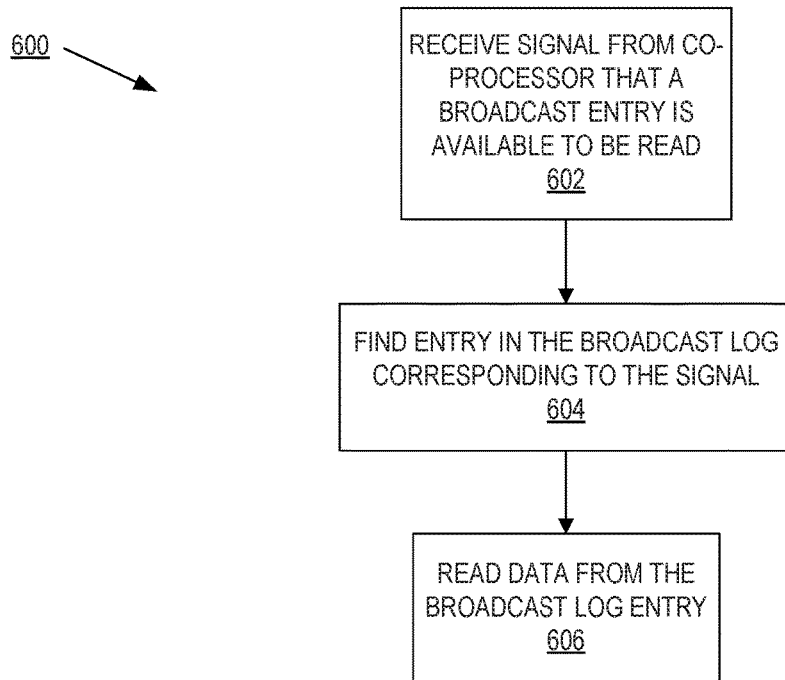 600
RECEIVE SIGNAL FROM CO-
PROCESSOR THAT A
BROADCAST ENTRY IS
AVAILABLE TO BE READ
602
FIND ENTRY IN THE BROADCAST LOG
CORRESPONDING TO THE SIGNAL
604
READ DATA FROM THE
BROADCAST LOG ENTRY
606